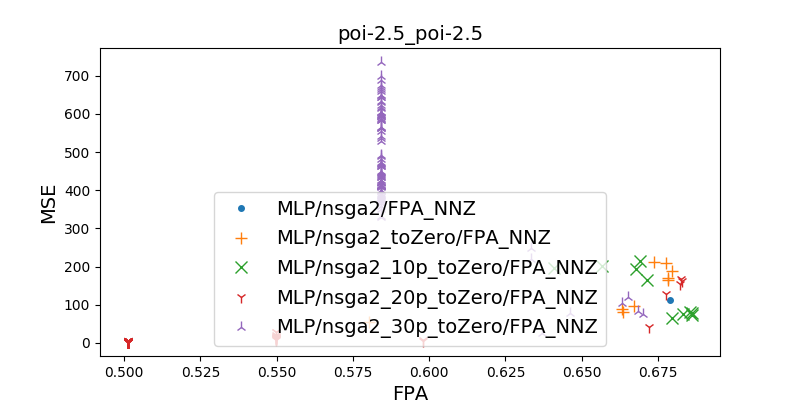 poi-2.5_poi-2.5
MSE
700
600
500
400
300
200
100
0
MLP/nsga2/FPA_NNZ
MLP/nsga2_toZero/FPA_NNZ
MLP/nsga2_10p_toZero/FPA_NNZ
MLP/nsga2_20p_toZero/FPA_NNZ
MLP/nsga2_30p_toZero/FPA_NNZ
0.500 0.525 0.550 0.575 0.600 0.625 0.650 0.675
FPA